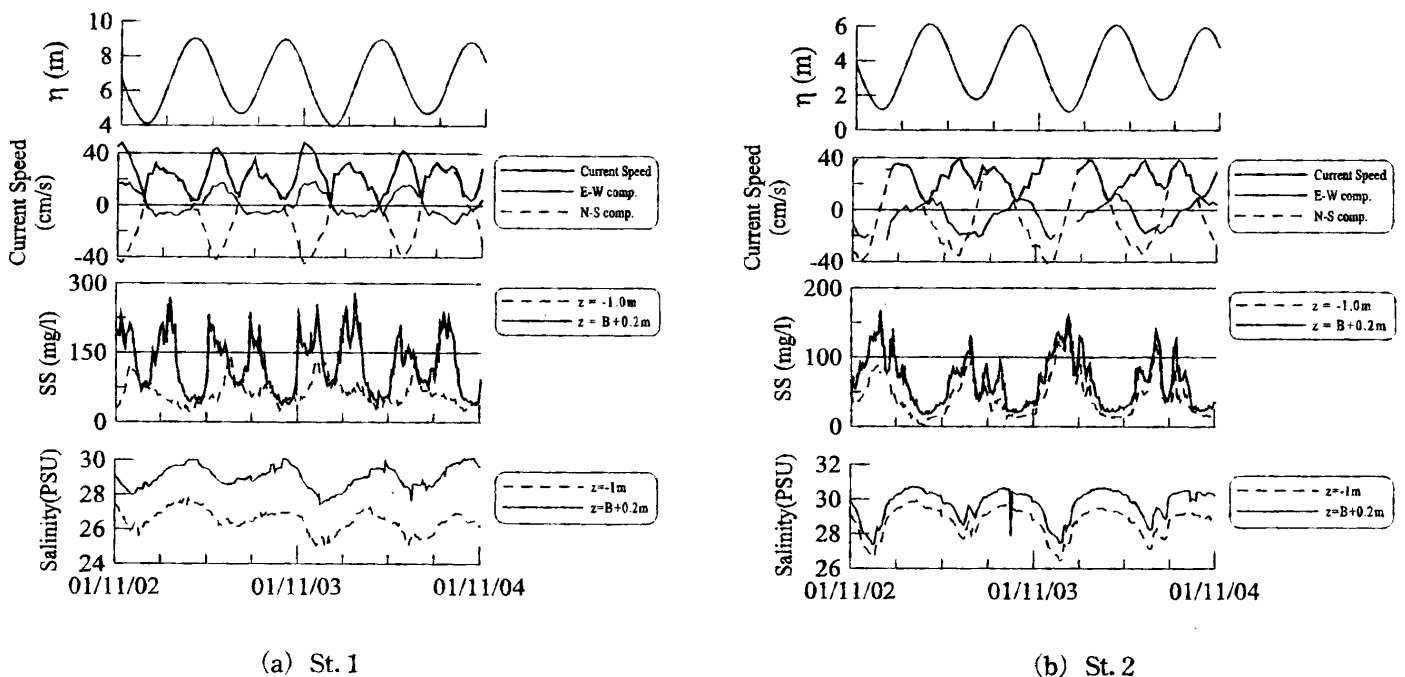 10
8
6
4
η (m)
40
0
-40
Current Speed
(cm/s)
Current Speed
E-W comp.
N-S comp.
300
150
0
SS (mg/l)
z = -1.0m
z = B+0.2m
30
28
26
24
Salinity(PSU)
z=-1m
z=B+0.2m
01/11/02
01/11/03
01/11/04
(a) St. 1
6
4
2
0
η (m)
40
0
-40
Current Speed
(cm/s)
Current Speed
E-W comp.
N-S comp.
200
100
0
SS (mg/l)
z = -1.0m
z = B+0.2m
32
30
28
26
Salinity(PSU)
z=-1m
z=B+0.2m
01/11/02
01/11/03
01/11/04
(b) St. 2